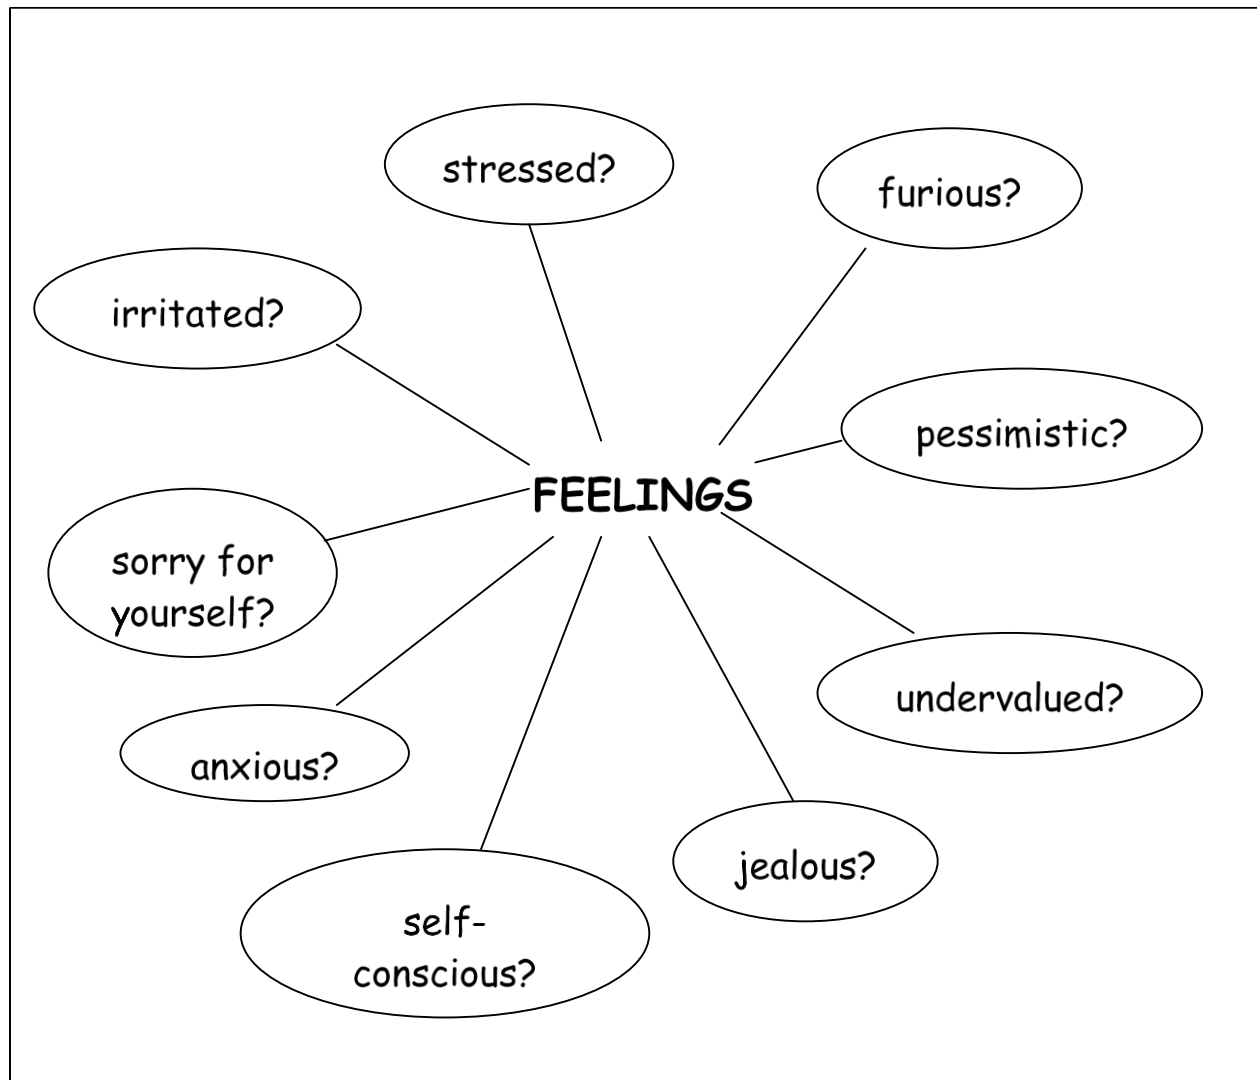 stressed?
furious?
irritated?
pessimistic?
FEELINGS
sorry for
yourself?
undervalued?
anxious?
jealous?
self-
conscious?